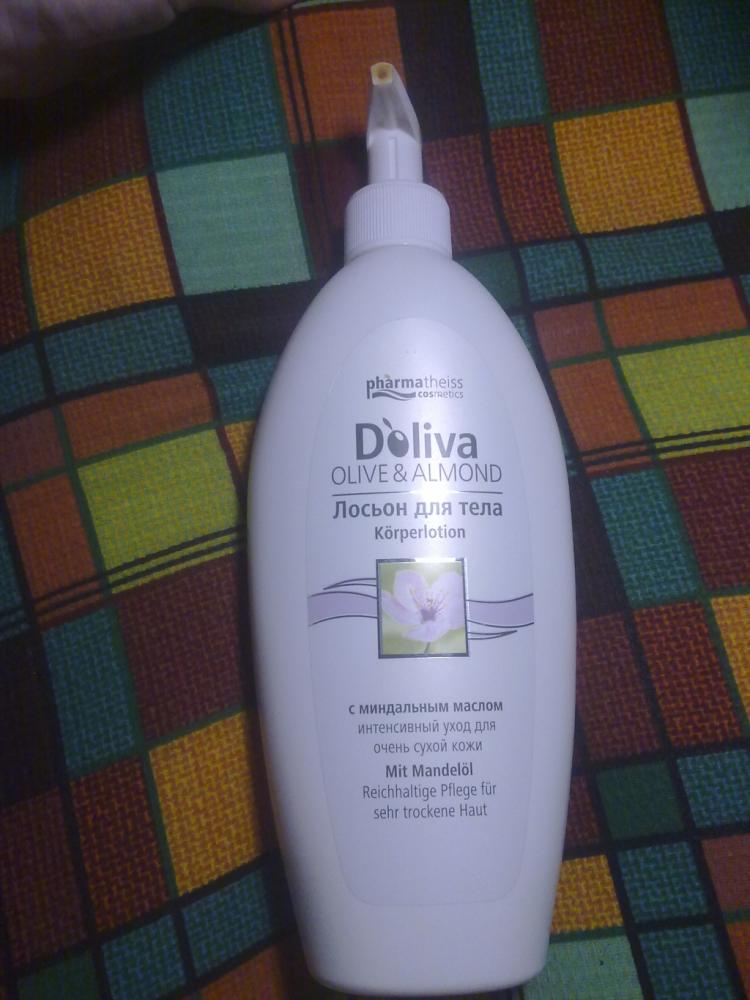 pharmatheiss
cosmetics
D'oliva
OLIVE & ALMOND
Лосьон для тела
Körperlotion
с миндальным маслом
интенсивный уход для
очень сухой кожи
Mit Mandelöl
Reichhaltige Pflege für
sehr trockene Haut